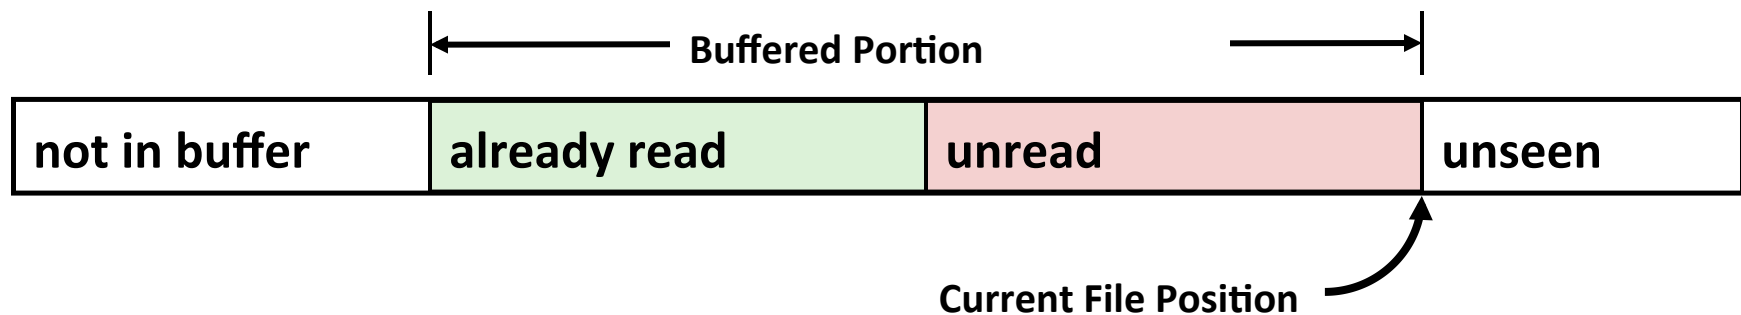 Buffered Portion
not in buffer
already read
unread
unseen
Current File Position